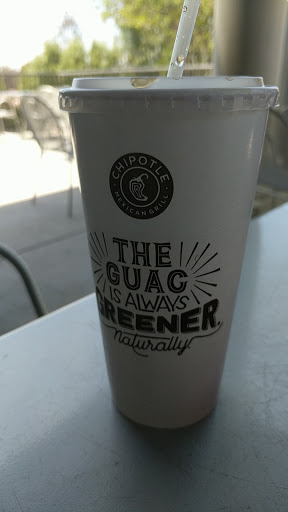 CHIPOTLE
MEXICAN GRILL
THE
GUAC
IS ALWAYS
GREENER
naturally!